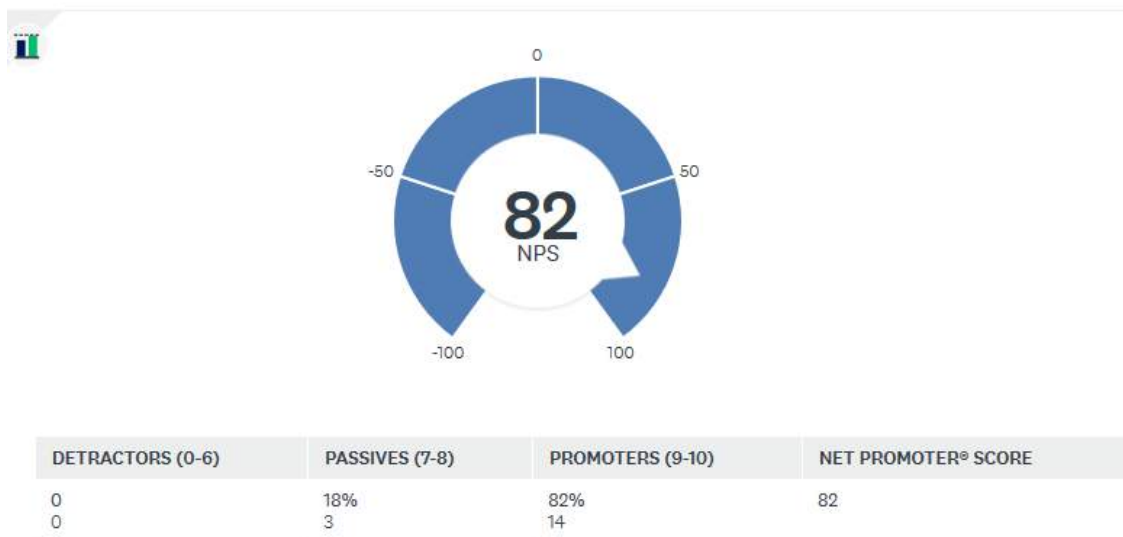 0
-50
50
82
NPS
-100
100
DETRACTORS (0-6) PASSIVES (7-8) PROMOTERS (9-10) NET PROMOTER® SCORE
0 18% 82% 82
0 3 14